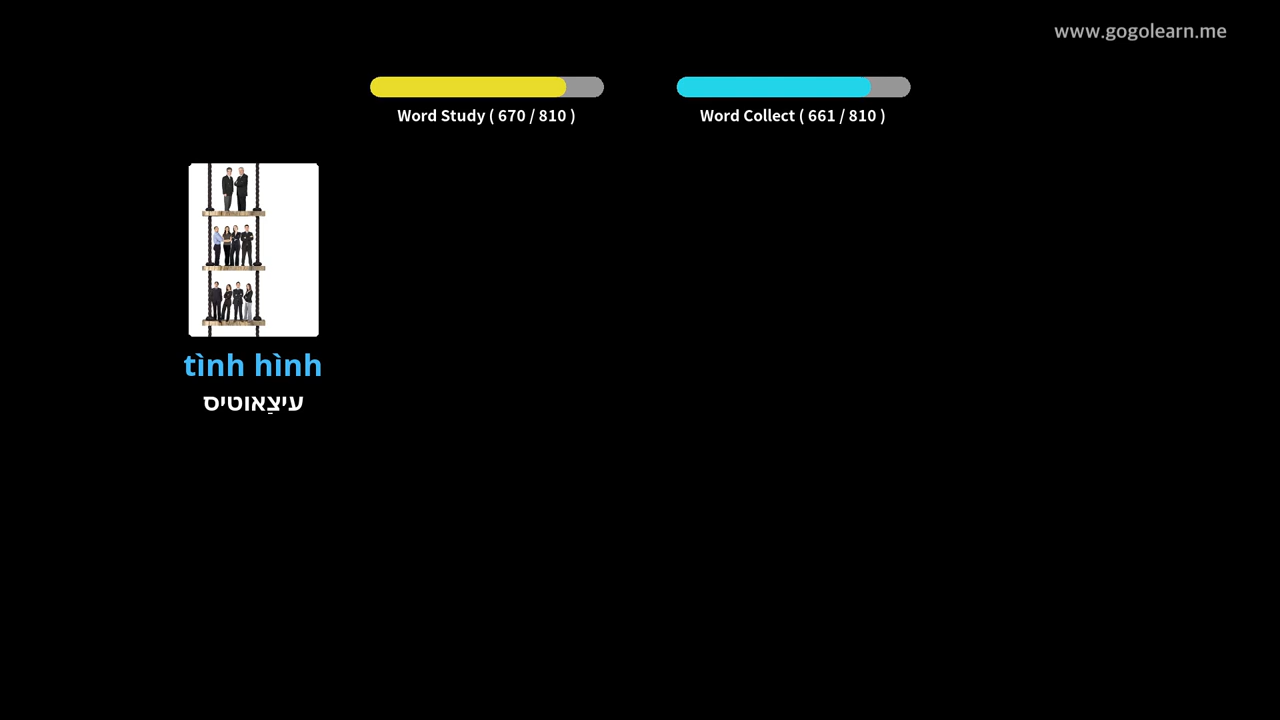 www.gogolearn.me
Word Study ( 670 / 810 )
Word Collect ( 661 / 810 )
tình hình
עיצַאוטיס